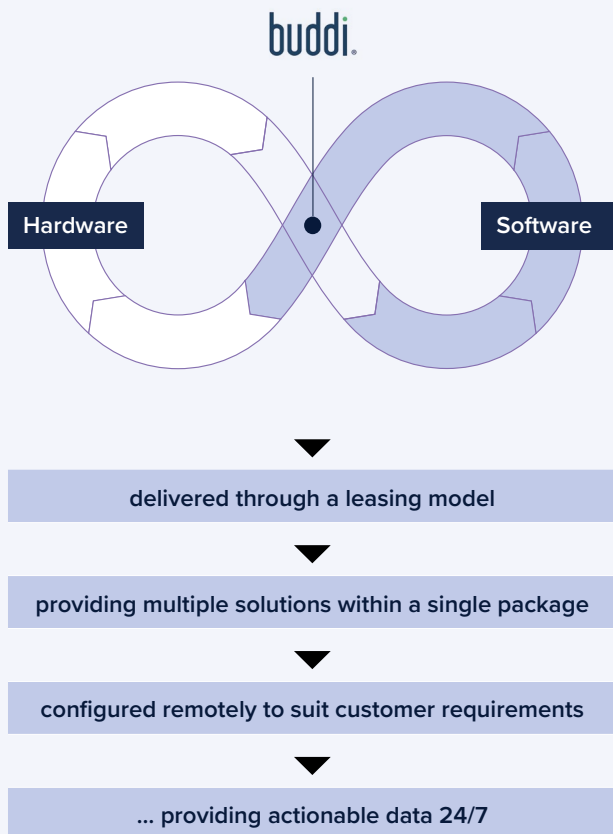 buddi®
Hardware
Software
delivered through a leasing model
providing multiple solutions within a single package
configured remotely to suit customer requirements
... providing actionable data 24/7